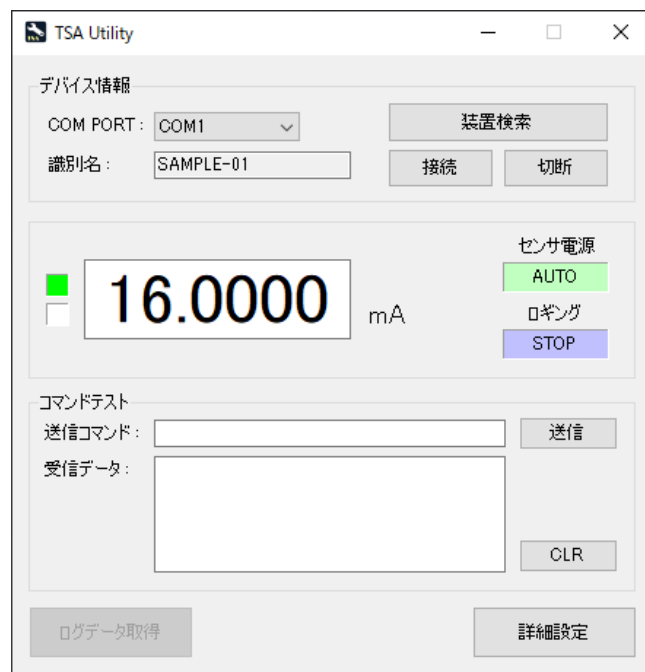 TSA Utility
デバイス情報
COM PORT : COM1 装置検索
識別名 : SAMPLE-01 接続 切断
センサ電源
AUTO
16.0000 mA
ロギング
STOP
コマンドテスト
送信コマンド : 送信
受信データ :
CLR
ログデータ取得 詳細設定